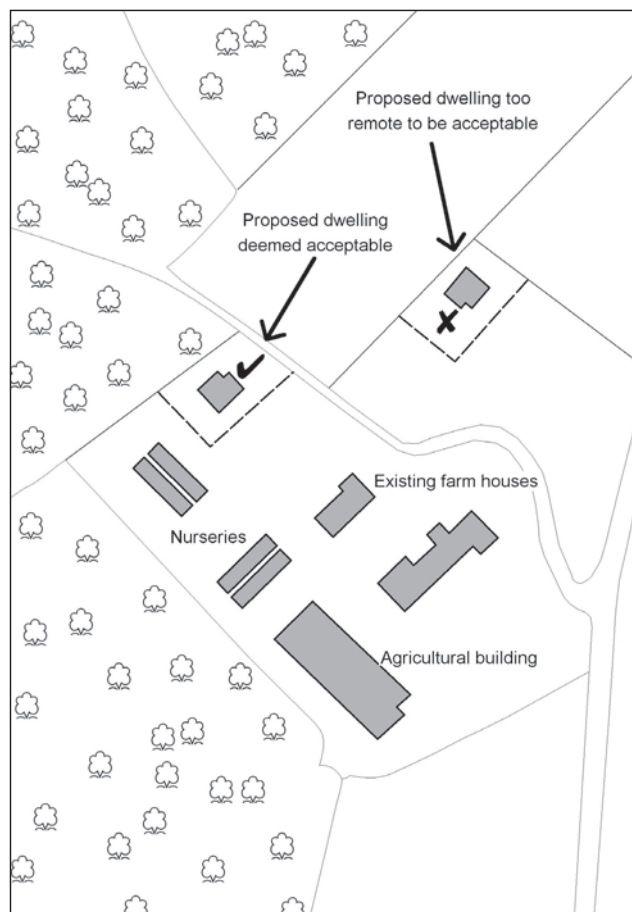 Proposed dwelling too
remote to be acceptable
Proposed dwelling
deemed acceptable
Existing farm houses
Nurseries
Agricultural building